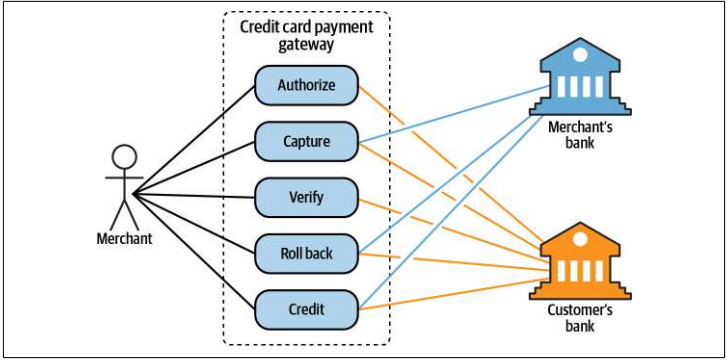 Credit card payment
gateway
Authorize
Capture
Verify
Roll back
Credit
Merchant
Merchant's
bank
Customer's
bank